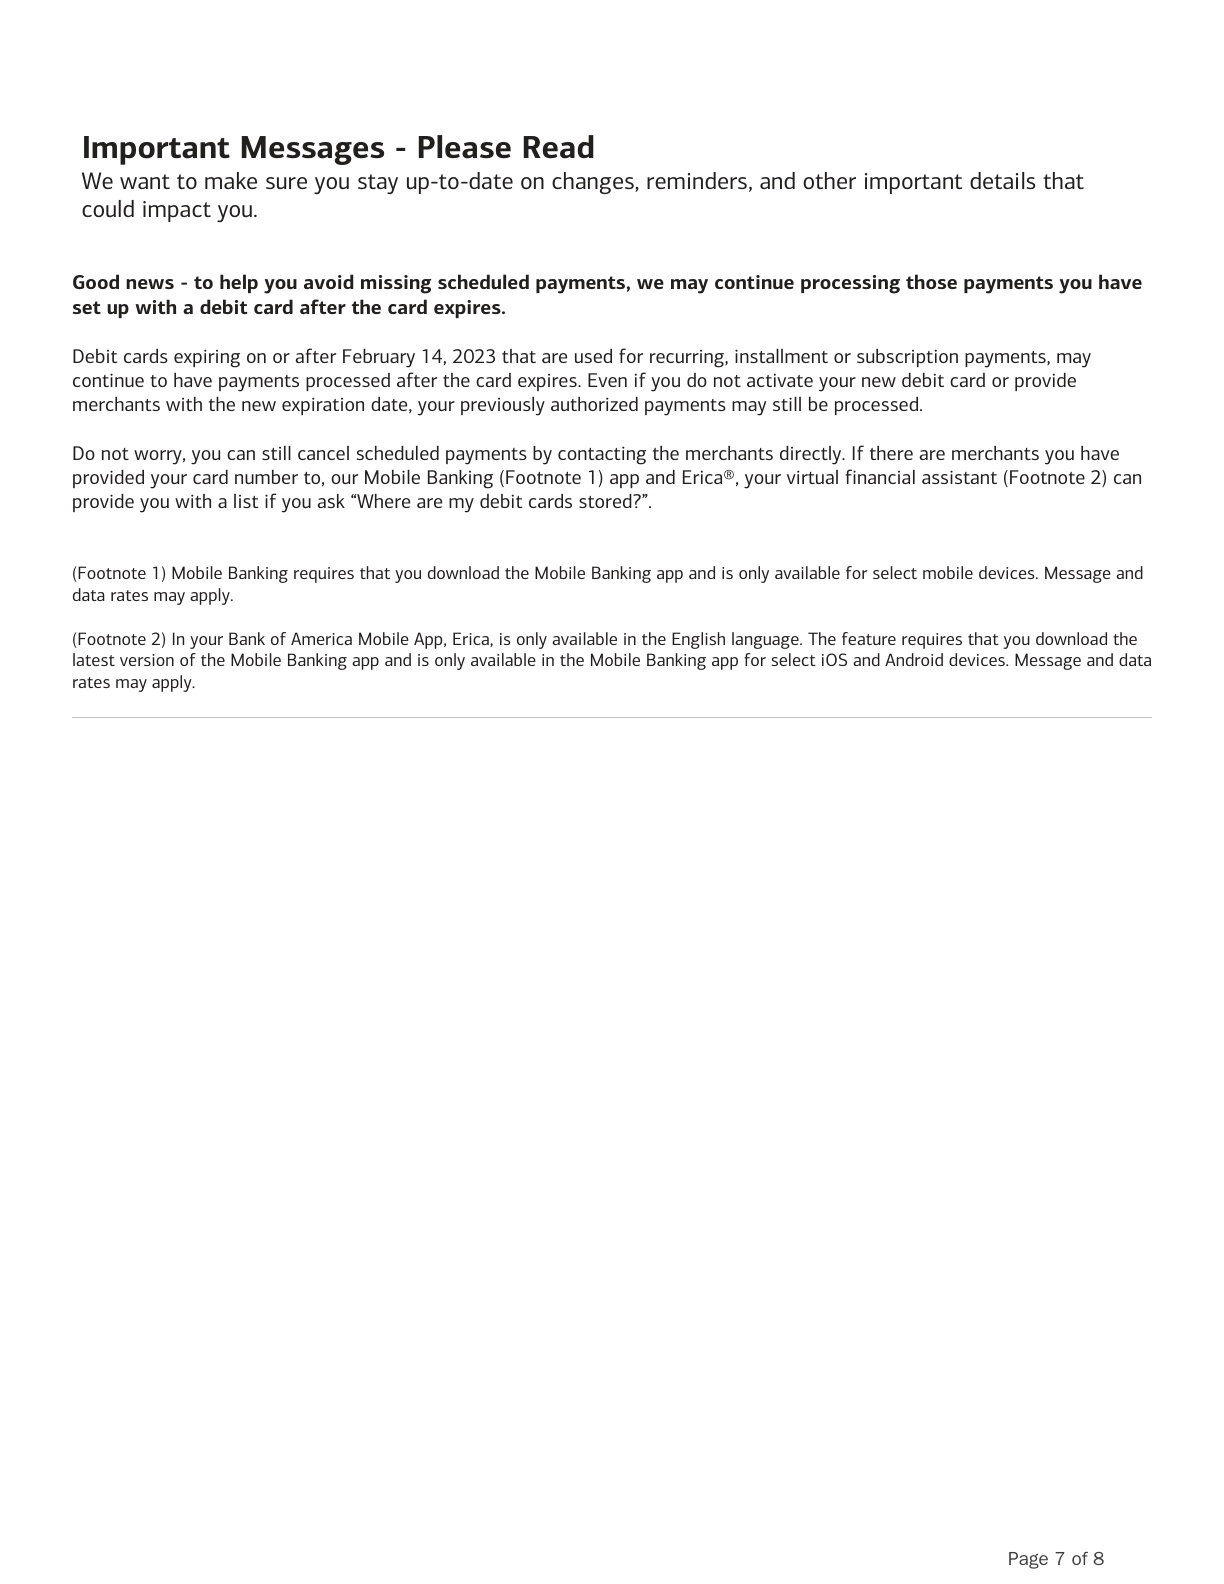 Important Messages - Please Read
We want to make sure you stay up-to-date on changes, reminders, and other important details that
could impact you.
Good news - to help you avoid missing scheduled payments, we may continue processing those payments you have
set up with a debit card after the card expires.
Debit cards expiring on or after February 14, 2023 that are used for recurring, installment or subscription payments, may
continue to have payments processed after the card expires. Even if you do not activate your new debit card or provide
merchants with the new expiration date, your previously authorized payments may still be processed.
Do not worry, you can still cancel scheduled payments by contacting the merchants directly. If there are merchants you have
provided your card number to, our Mobile Banking (Footnote 1) app and Erica®, your virtual financial assistant (Footnote 2) can
provide you with a list if you ask “Where are my debit cards stored?”.
(Footnote 1) Mobile Banking requires that you download the Mobile Banking app and is only available for select mobile devices. Message and
data rates may apply.
(Footnote 2) In your Bank of America Mobile App, Erica, is only available in the English language. The feature requires that you download the
latest version of the Mobile Banking app and is only available in the Mobile Banking app for select iOS and Android devices. Message and data
rates may apply.
Page 7 of 8